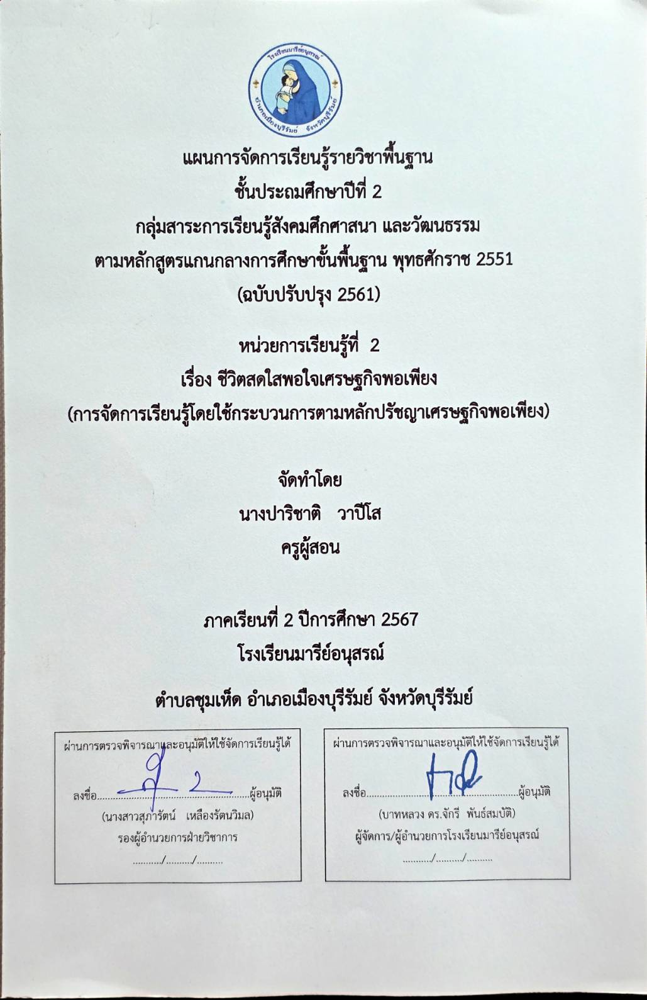 โรงเรียนมารีย์อนุสรณ์
อำเภอเมืองบุรีรัมย์ จังหวัดบุรีรัมย์
แผนการจัดการเรียนรู้รายวิชาพื้นฐาน
ชั้นประถมศึกษาปีที่ 2
กลุ่มสาระการเรียนรู้สังคมศึกศาสนา และวัฒนธรรม
ตามหลักสูตรแกนกลางการศึกษาขั้นพื้นฐาน พุทธศักราช 2551
(ฉบับปรับปรุง 2561)
หน่วยการเรียนรู้ที่ 2
เรื่อง ชีวิตสดใสพอใจเศรษฐกิจพอเพียง
(การจัดการเรียนรู้โดยใช้กระบวนการตามหลักปรัชญาเศรษฐกิจพอเพียง)
จัดทำโดย
นางปาริชาติ วาปีโส
ครูผู้สอน
ภาคเรียนที่ 2 ปีการศึกษา 2567
โรงเรียนมารีย์อนุสรณ์
ตำบลชุมเห็ด อำเภอเมืองบุรีรัมย์ จังหวัดบุรีรัมย์
ผ่านการตรวจพิจารณาและอนุมัติให้ใช้จัดการเรียนรู้ได้
ลงชื่อ..........ผู้อนุมัติ
(นางสาวสุภารัตน์ เหลืองรัตนวิมล)
รองผู้อำนวยการฝ่ายวิชาการ
.........../........../..........
ผ่านการตรวจพิจารณาและอนุมัติให้ใช้จัดการเรียนรู้ได้
ลงชื่อ..........ผู้อนุมัติ
(บาทหลวง ดร.จักรี พันธ์สมบัติ)
ผู้จัดการ/ผู้อำนวยการโรงเรียนมารีย์อนุสรณ์
.........../........../..........